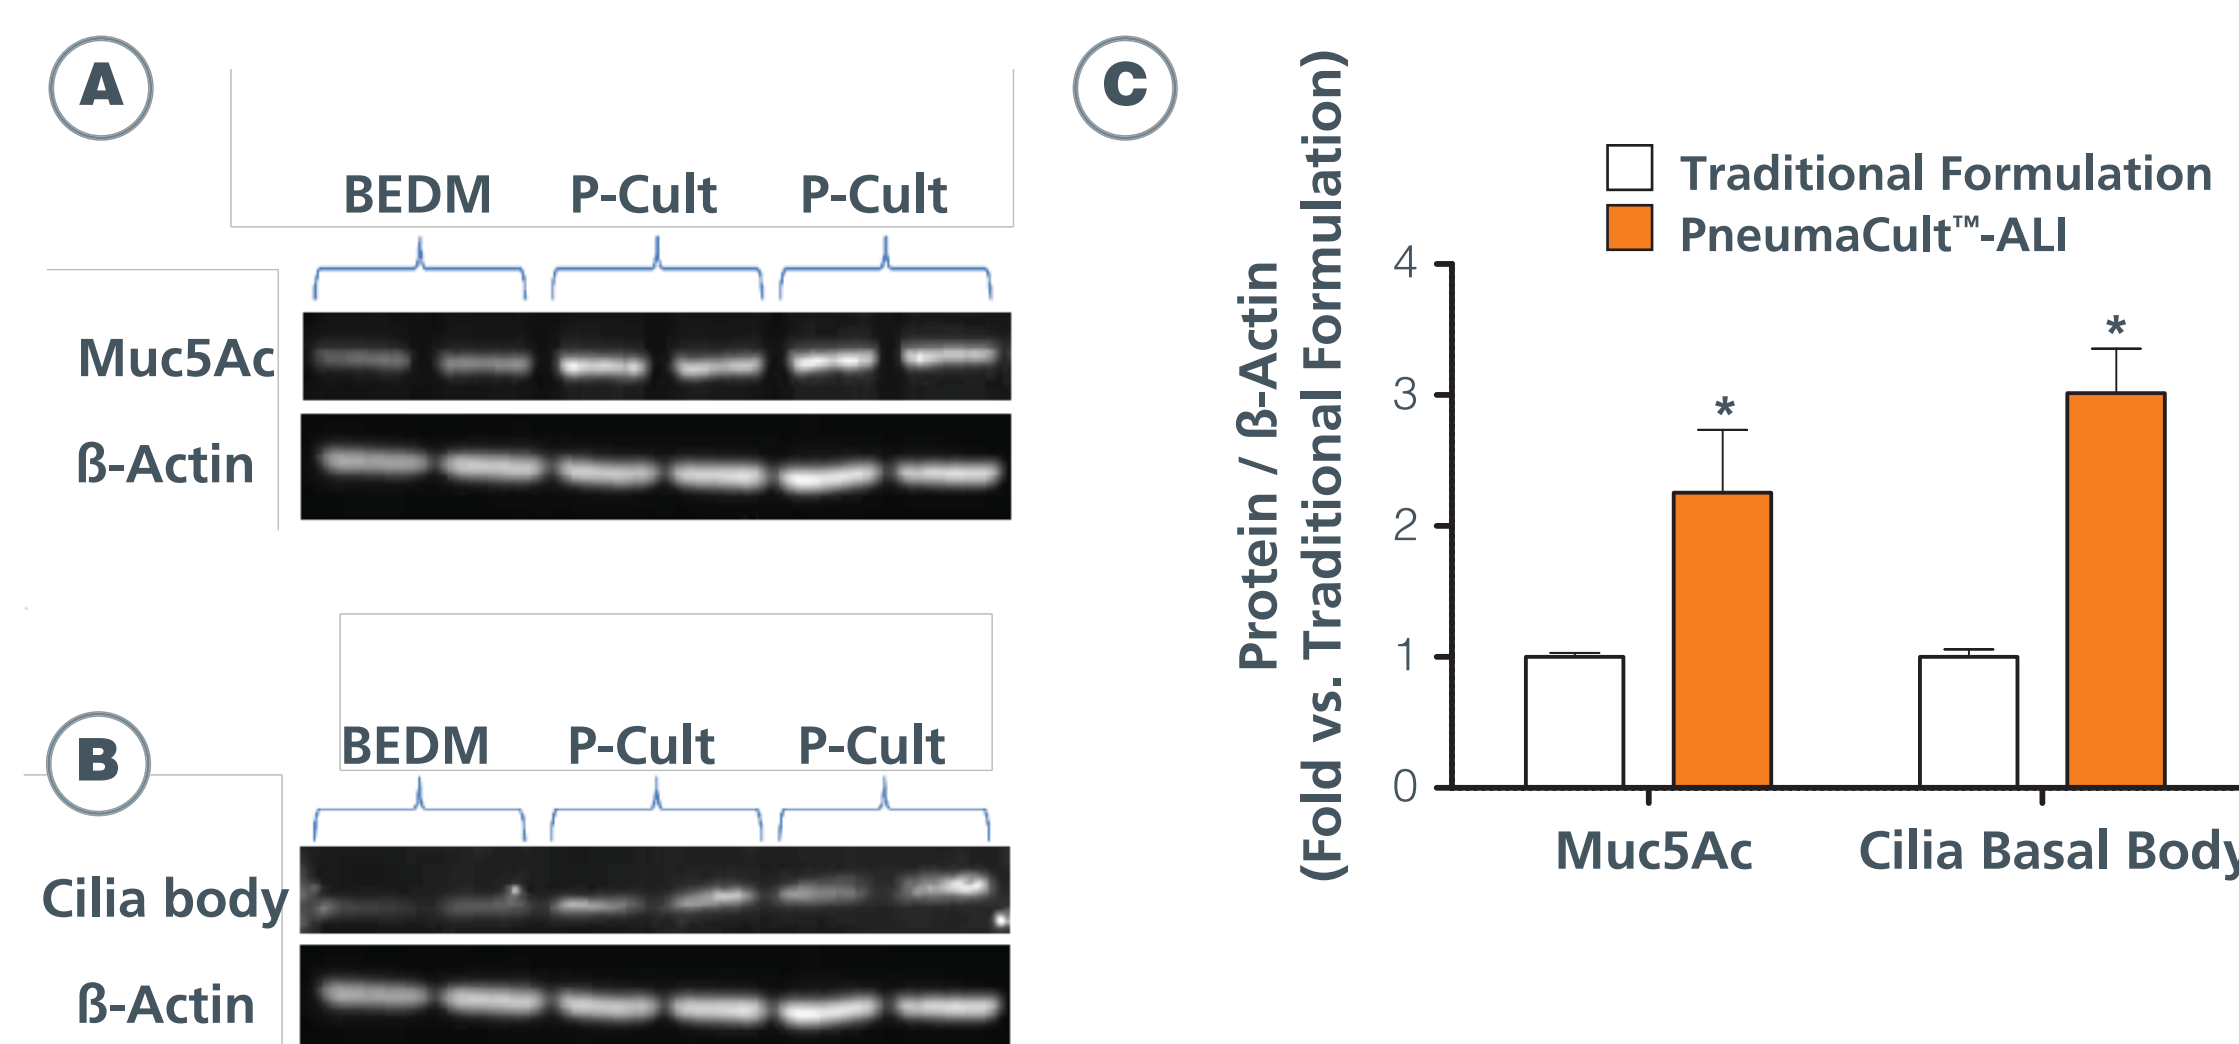 A
BEDM P-Cult P-Cult
Muc5Ac
ß-Actin
B
BEDM P-Cult P-Cult
Cilia body
ß-Actin
C
Protein / ß-Actin
(Fold vs. Traditional Formulation)
Traditional Formulation
PneumaCult™-ALI
4
3
2
1
0
*
*
Muc5Ac Cilia Basal Body